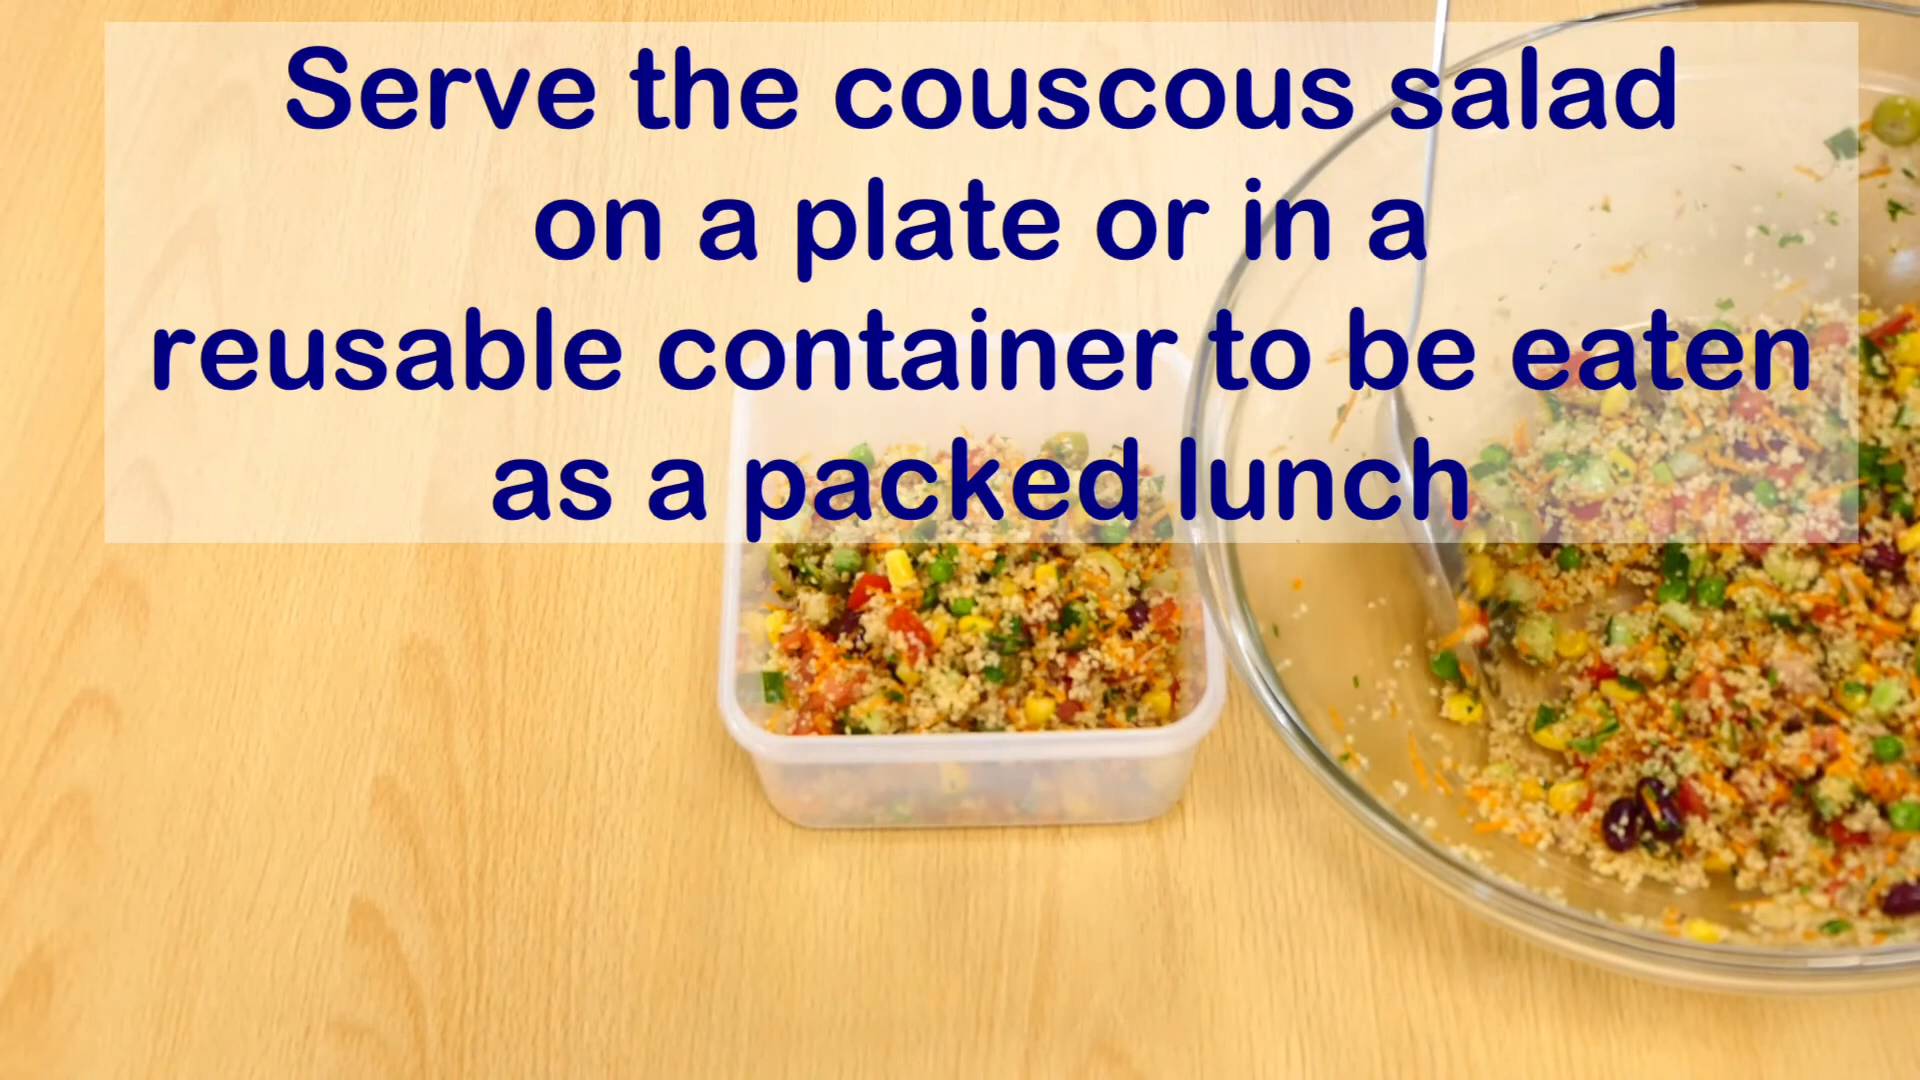 Serve the couscous salad
on a plate or in a
reusable container to be eaten
as a packed lunch